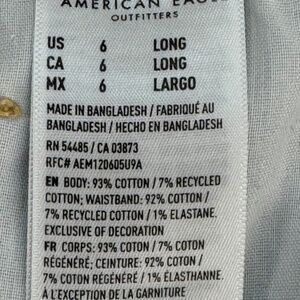 AMERICAN EAGLE
OUTFITTERS
US 6 LONG
CA 6 LONG
MX 6 LARGO
MADE IN BANGLADESH / FABRIQUÉ AU
BANGLADESH / HECHO EN BANGLADESH
RN 54485 / CA 03873
RFC# AEM120605U9A
EN BODY: 93% COTTON / 7% RECYCLED
COTTON; WAISTBAND: 92% COTTON /
7% RECYCLED COTTON / 1% ELASTANE.
EXCLUSIVE OF DECORATION
FR CORPS: 93% COTON / 7% COTON
RÉGÉNÉRÉ; CEINTURE: 92% COTON /
7% COTON RÉGÉNÉRÉ / 1% ÉLASTHANNE.
À L'EXCEPTION DE LA GARNITURE